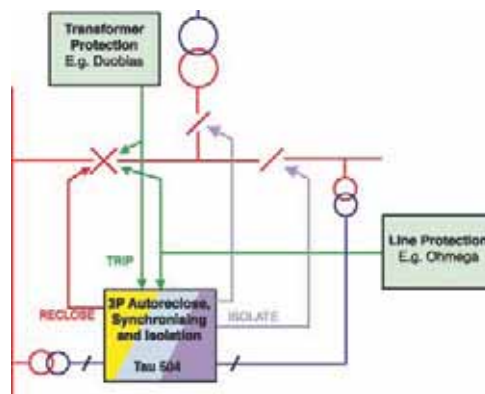 Transformer
Protection
E.g. Duobias
TRIP
Line Protection
E.g. Ohmega
RECLOSE
3P Autoreclose,
Synchronising
and Isolation
Tau 504
ISOLATE